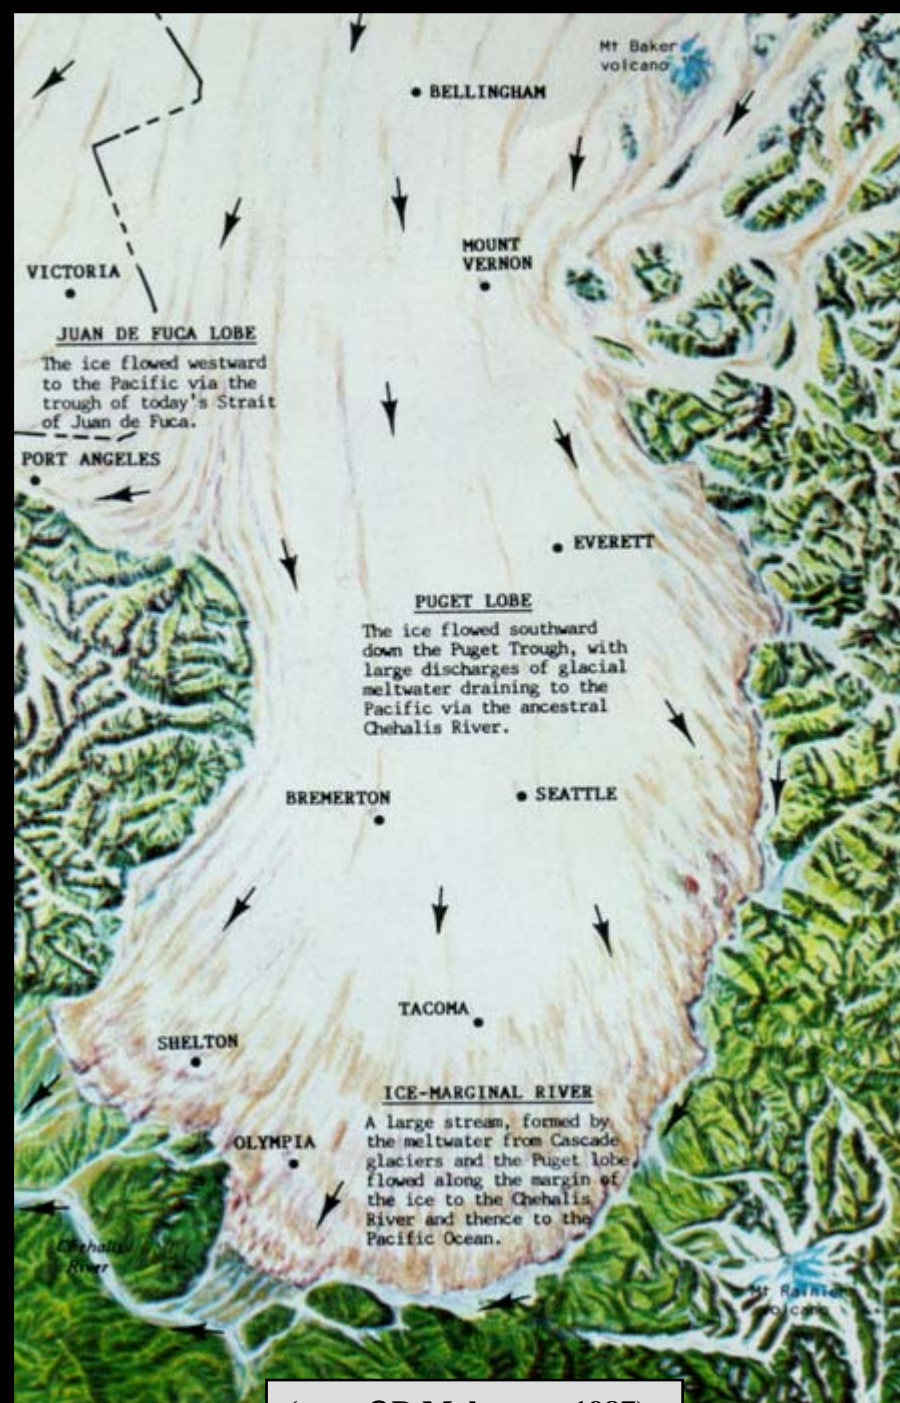 Mt Baker
volcano
BELLINGHAM
MOUNT
VERNON
VICTORIA
JUAN DE FUCA LOBE
The ice flowed westward
to the Pacific via the
trough of today's Strait
of Juan de Fuca.
PORT ANGELES
EVERETT
PUGET LOBE
The ice flowed southward
down the Puget Trough, with
large discharges of glacial
meltwater draining to the
Pacific via the ancestral
Chehalis River.
BREMERTON
SEATTLE
TACOMA
SHELTON
ICE-MARGINAL RIVER
A large stream, formed by
the meltwater from Cascade
glaciers and the Puget lobe,
flowed along the margin of
the ice to the Chehalis
River and thence to the
Pacific Ocean.
OLYMPIA
Chehalis
River
Mt Rainier
volcano